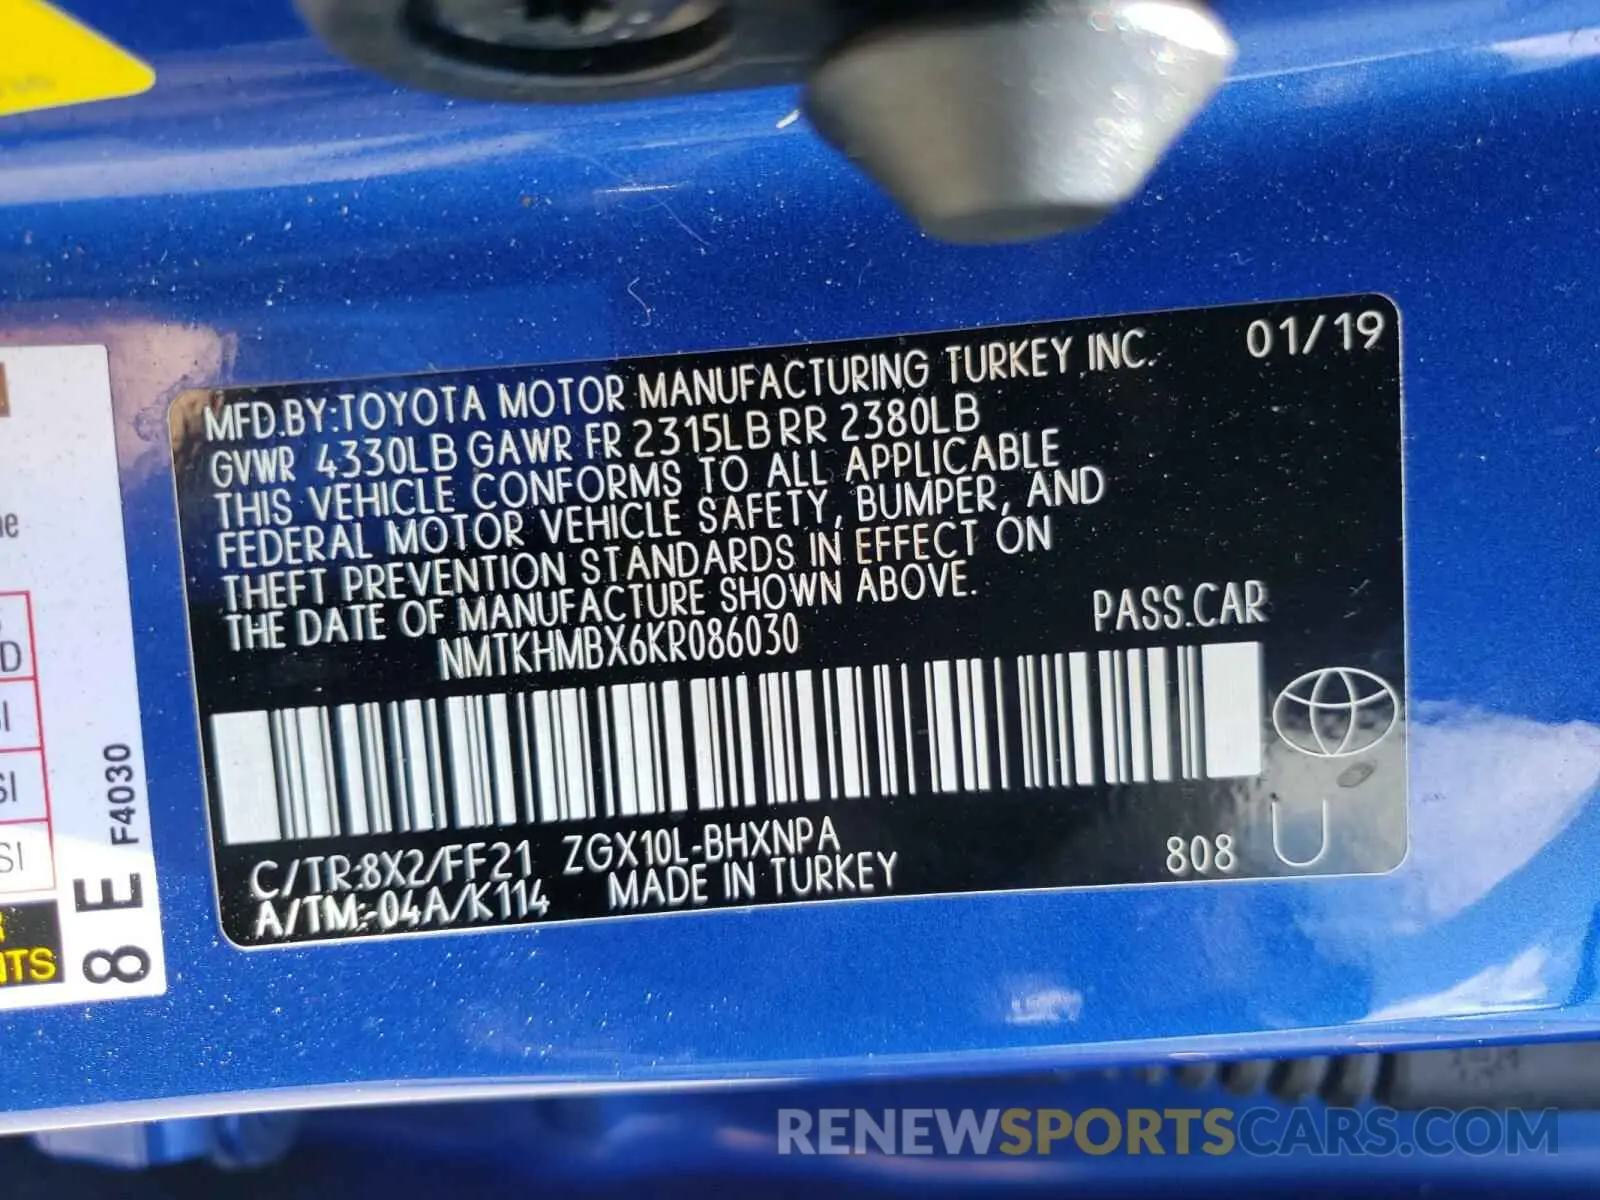 MFD.BY:TOYOTA MOTOR MANUFACTURING TURKEY INC. 01/19
GVWR 4330LB GAWR FR 2315LB RR 2380LB
THIS VEHICLE CONFORMS TO ALL APPLICABLE
FEDERAL MOTOR VEHICLE SAFETY, BUMPER, AND
THEFT PREVENTION STANDARDS IN EFFECT ON
THE DATE OF MANUFACTURE SHOWN ABOVE.
NMTKHMBX6KR086030 PASS.CAR
C/TR:8X2/FF21 ZGX10L-BHXNPA 808 U
A/TM:-04A/K114 MADE IN TURKEY
F4030
8 E
RENEWSPORTSCARS.COM